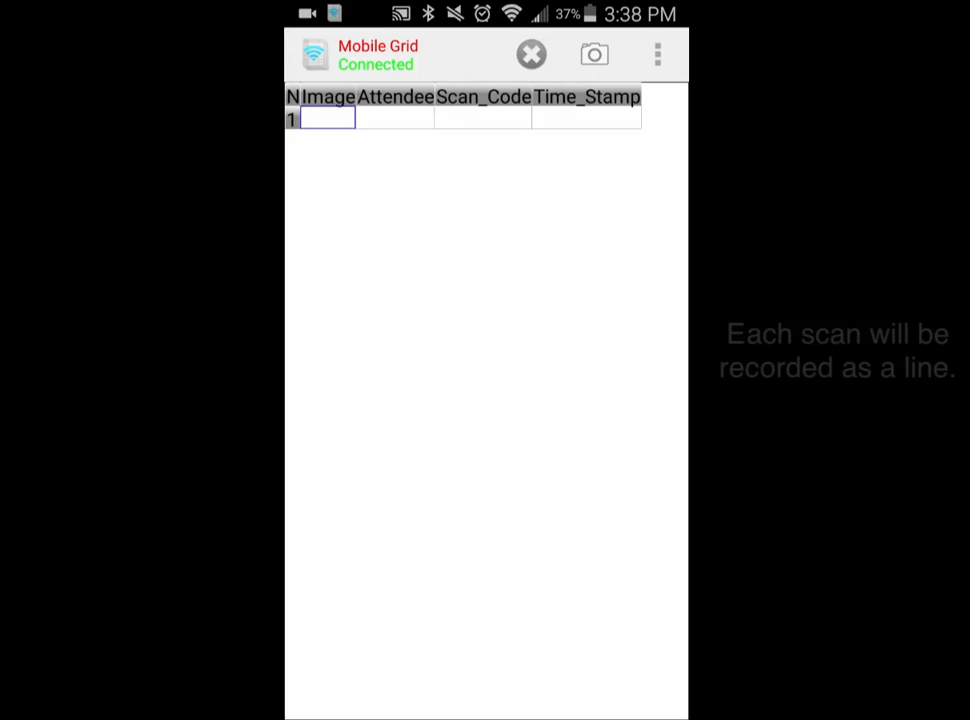 37% 3:38 PM
Mobile Grid
Connected
N Image Attendee Scan_Code Time_Stamp
1
Each scan will be
recorded as a line.